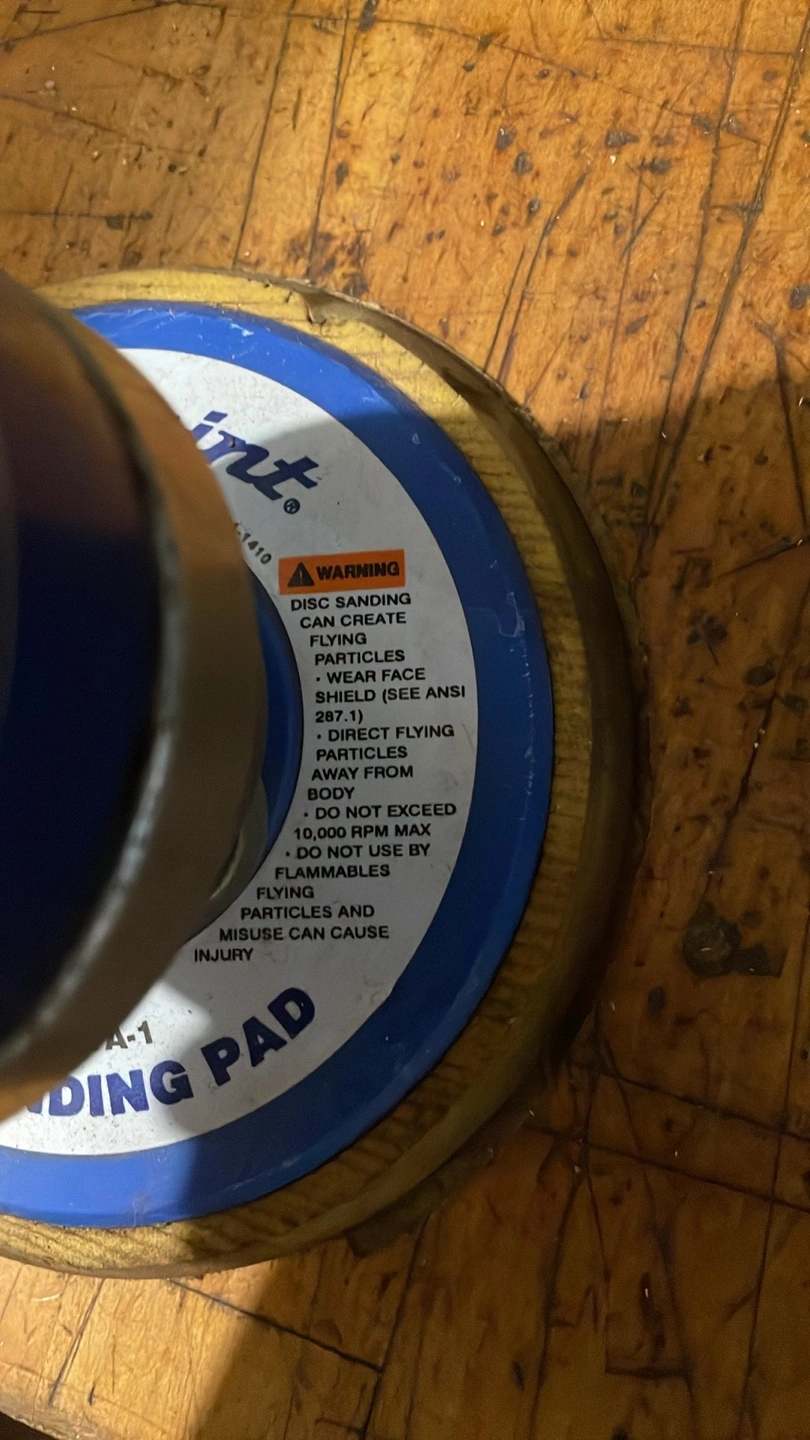 int®
-1410
⚠ WARNING
DISC SANDING
CAN CREATE
FLYING
PARTICLES
• WEAR FACE
SHIELD (SEE ANSI
287.1)
• DIRECT FLYING
PARTICLES
AWAY FROM
BODY
• DO NOT EXCEED
10,000 RPM MAX
• DO NOT USE BY
FLAMMABLES
FLYING
PARTICLES AND
MISUSE CAN CAUSE
INJURY
A-1
DING PAD